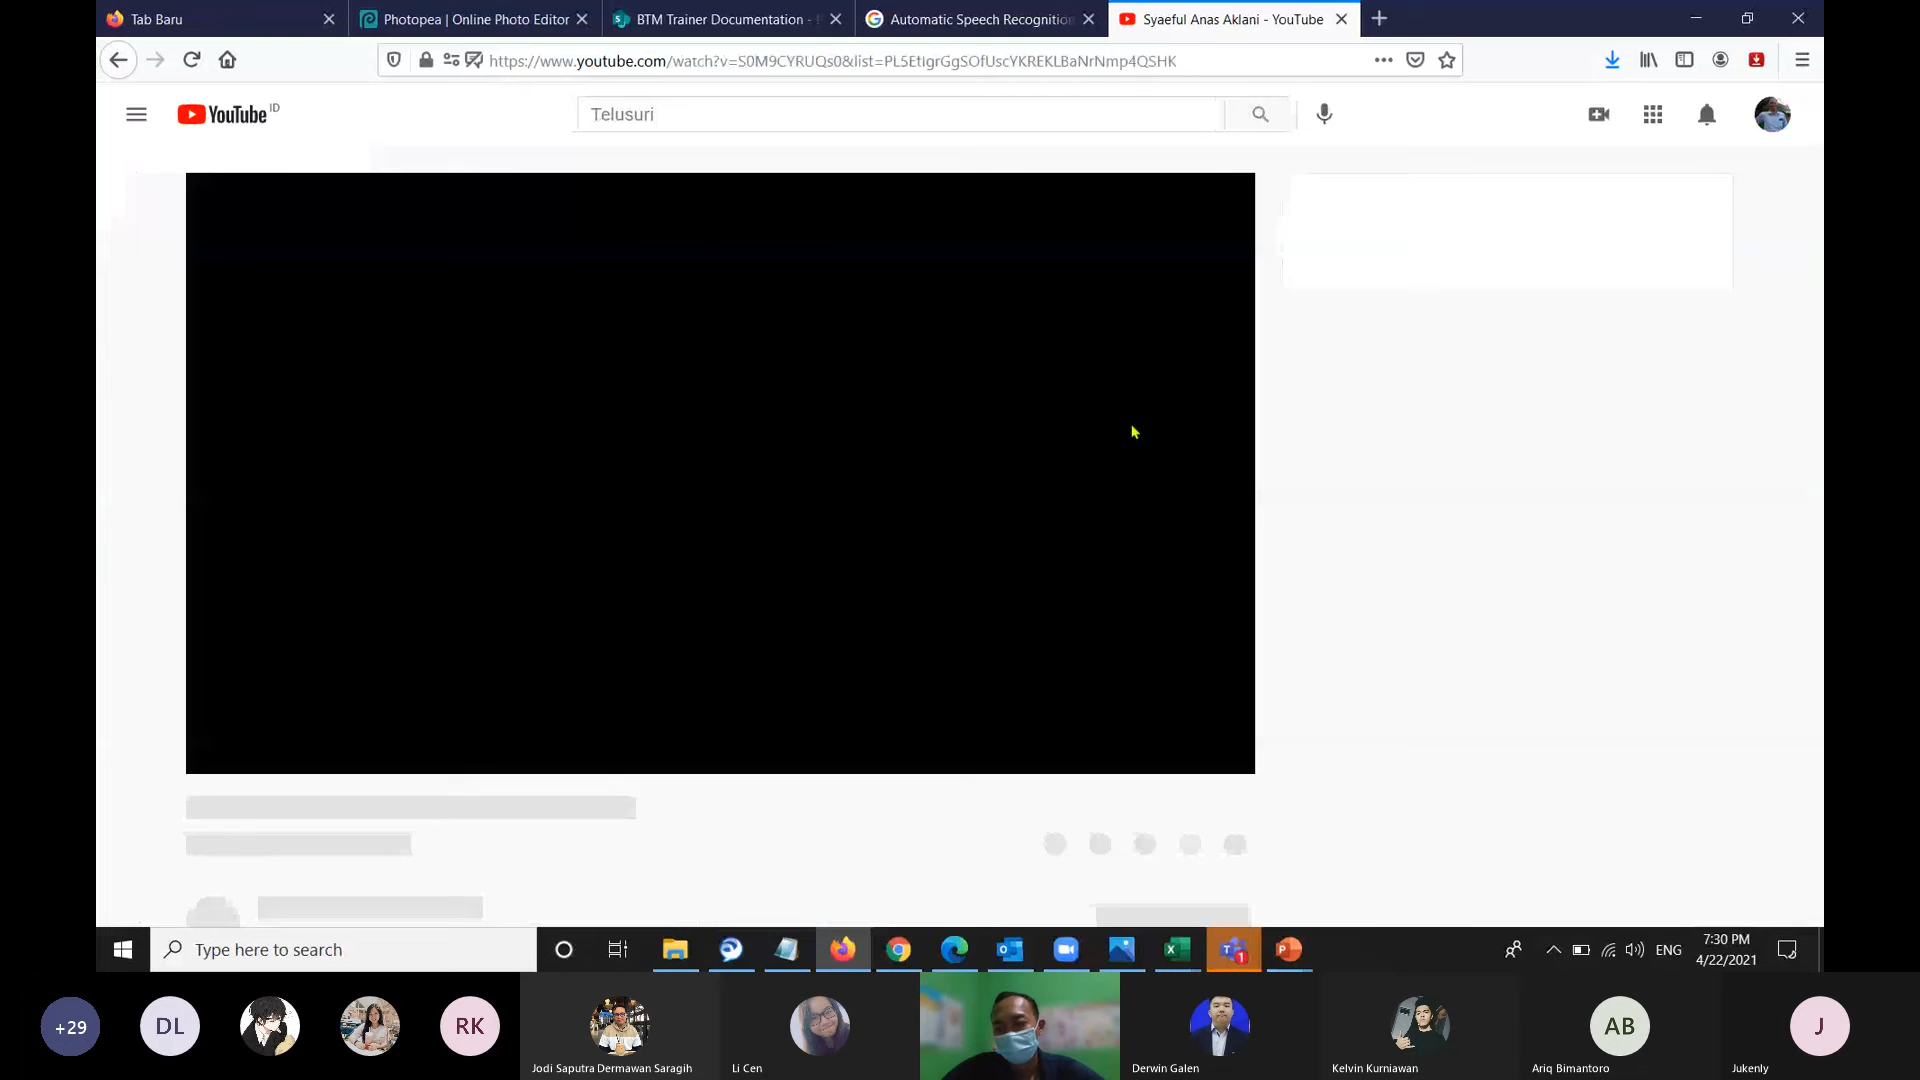 Tab Baru
Photopea | Online Photo Editor
BTM Trainer Documentation -
Automatic Speech Recognition
Syaeful Anas Aklani - YouTube
https://www.youtube.com/watch?v=S0M9CYRUQs0&list=PL5EtigrGgSOfUscYKREKLBaNrNmp4QSHK
YouTube ID
Telusuri
Type here to search
1
ENG
7:30 PM
4/22/2021
+29
DL
RK
AB
J
Jodi Saputra Dermawan Saragih
Li Cen
Derwin Galen
Kelvin Kurniawan
Ariq Bimantoro
Jukenly